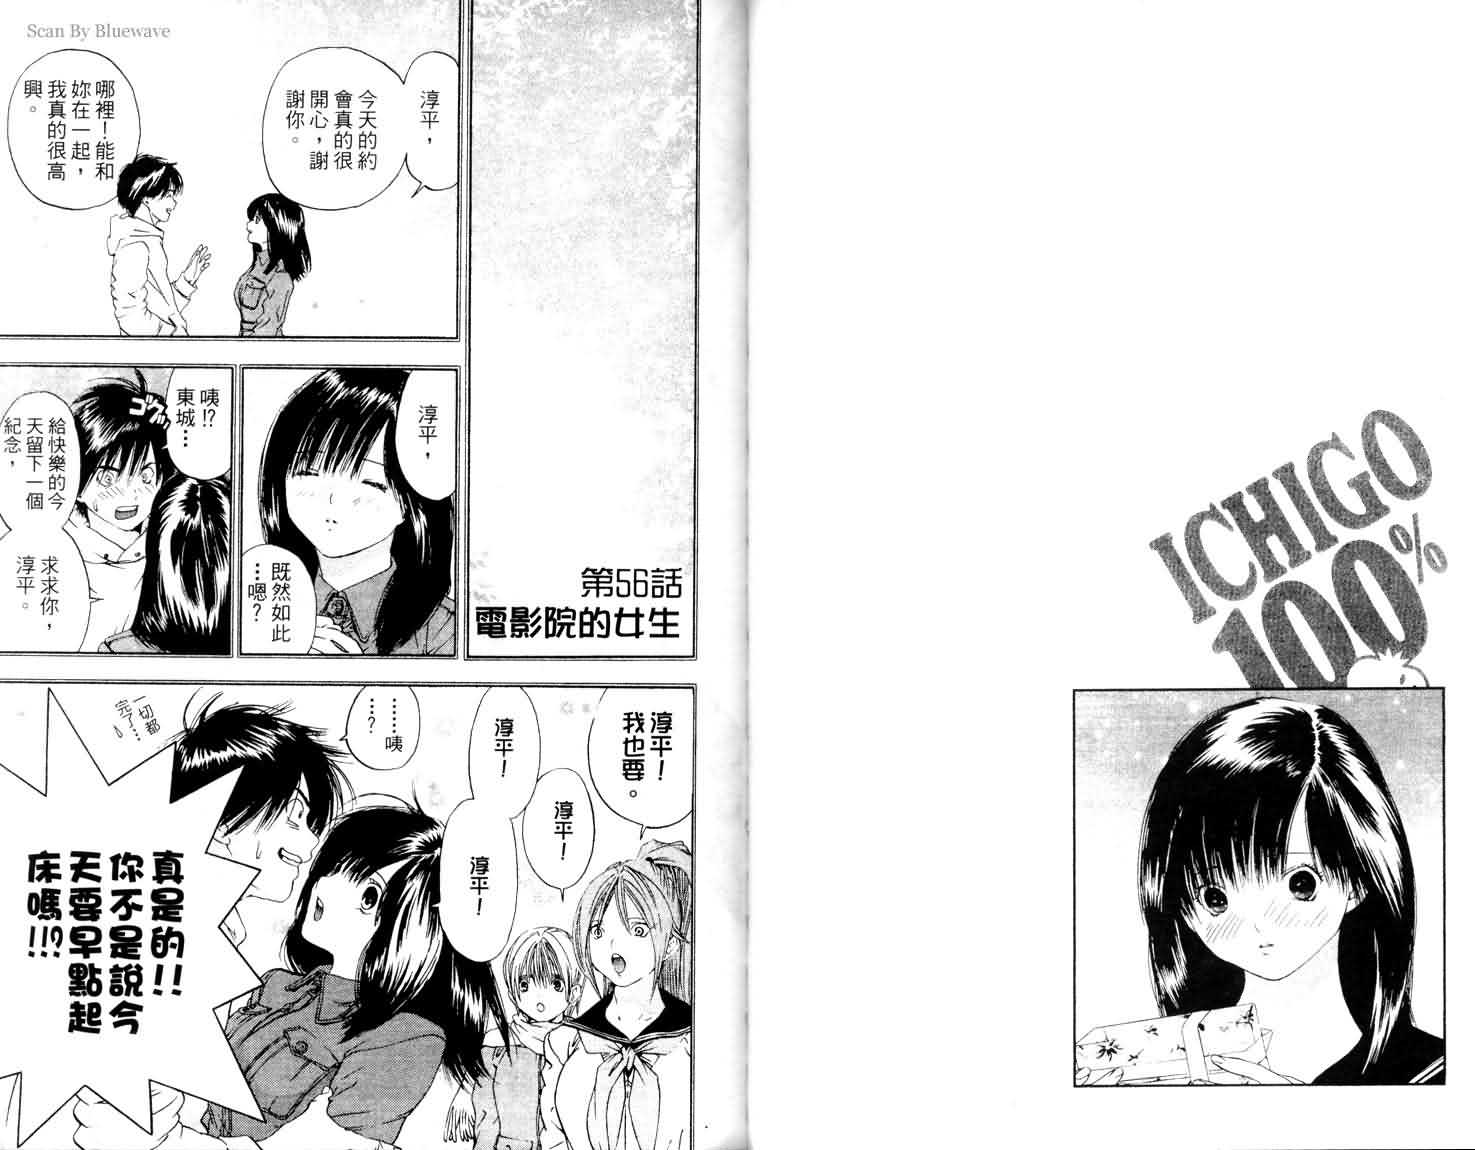 Scan By Bluewave
ICHIGO
100%
第56話
電影院的女生
淳平，
今天的約
會真的很
開心，謝
謝你。
哪裡！能和
妳在一起，
我真的很高
興。
淳平，
既然如此
…嗯？
咦!?
東城…
ゴク
給快樂的今
天留下一個
紀念，
求求你，
淳平。
淳平！
我也要。
淳平！
淳平！
淳平！
………咦
…？
一切都
完了…
真是的!!
你不是說今
天要早點起
床嗎!!?